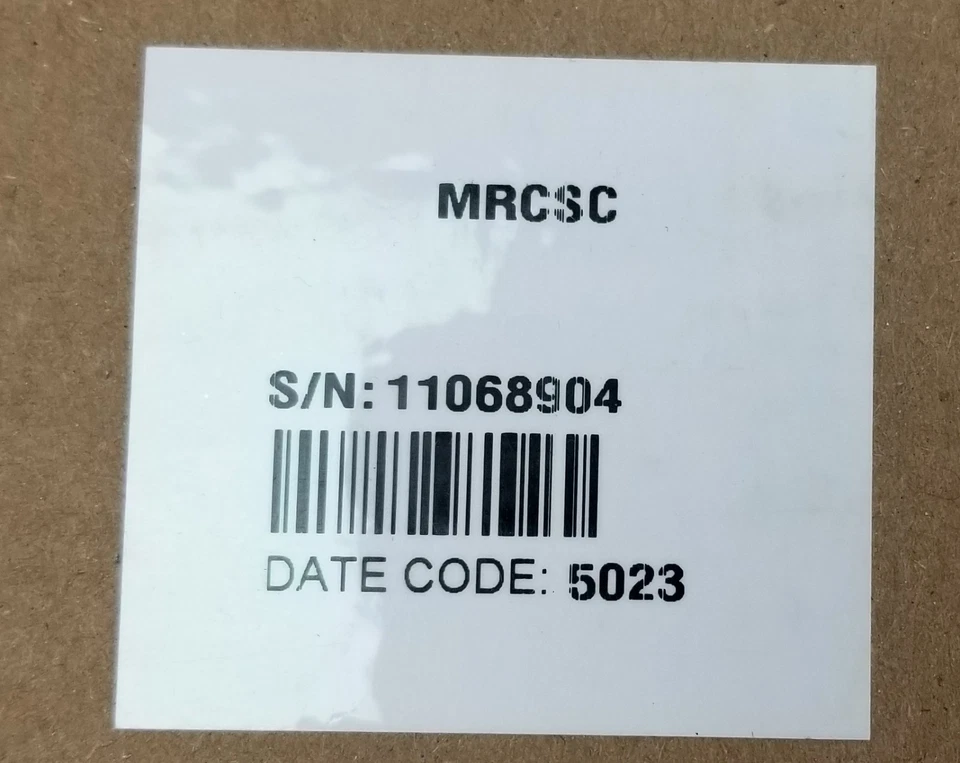 MRCSC
S/N: 11068904
DATE CODE: 5023